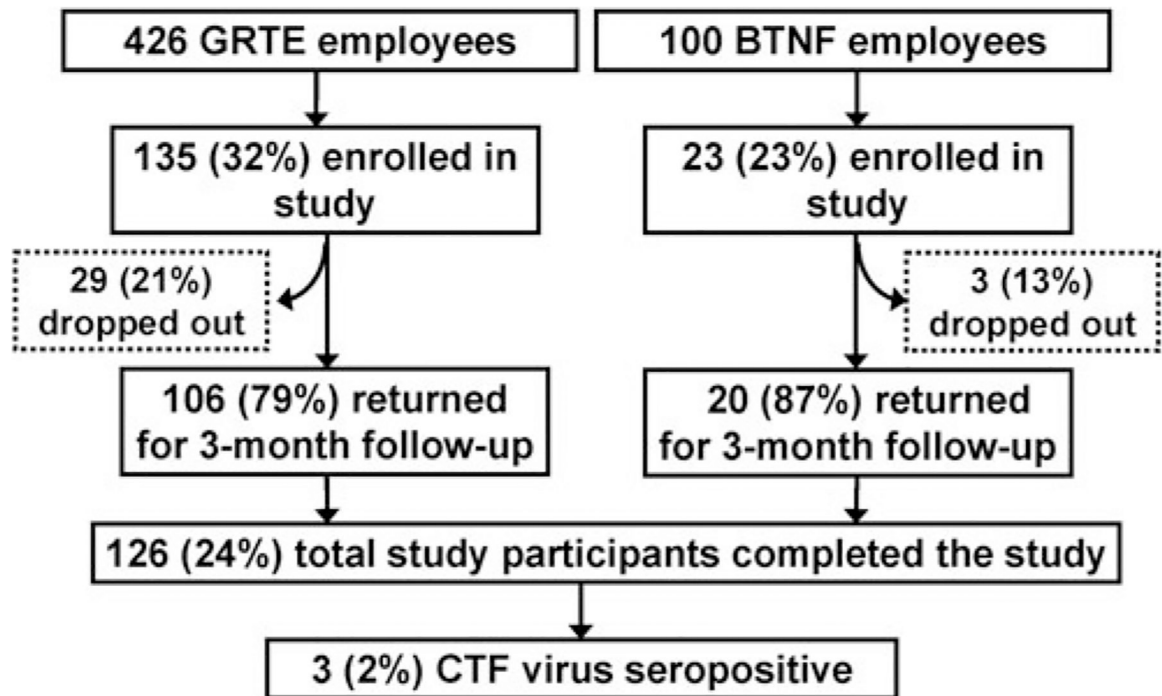 426 GRTE employees
100 BTNF employees
135 (32%) enrolled in
study
23 (23%) enrolled in
study
29 (21%)
dropped out
3 (13%)
dropped out
106 (79%) returned
for 3-month follow-up
20 (87%) returned
for 3-month follow-up
126 (24%) total study participants completed the study
3 (2%) CTF virus seropositive